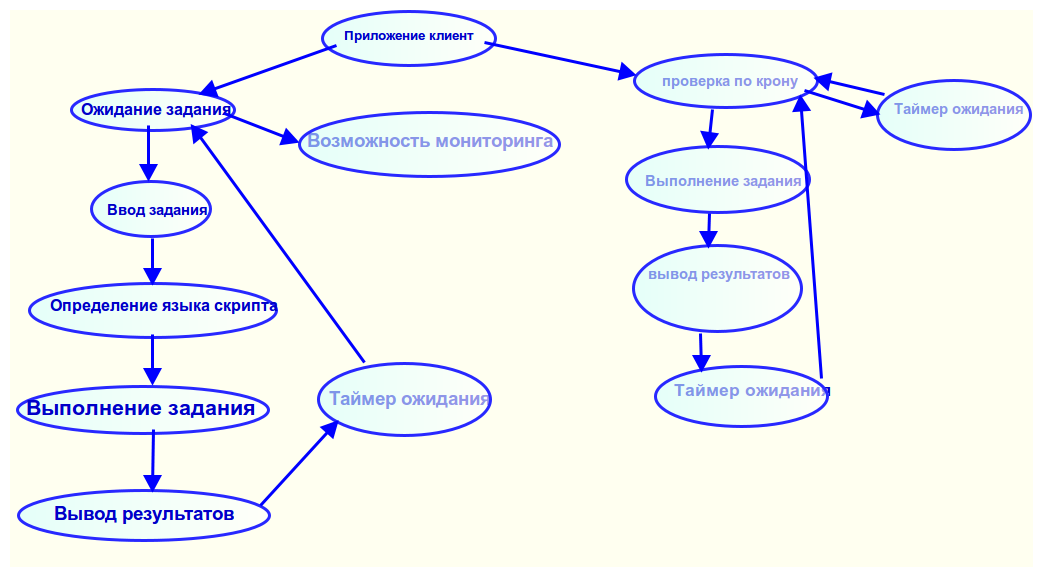 Приложение клиент
проверка по крону
Ожидание задания
Таймер ожидания
Возможность мониторинга
Выполнение задания
Ввод задания
вывод результатов
Определение языка скрипта
Таймер ожидания
Таймер ожидания
Выполнение задания
Вывод результатов